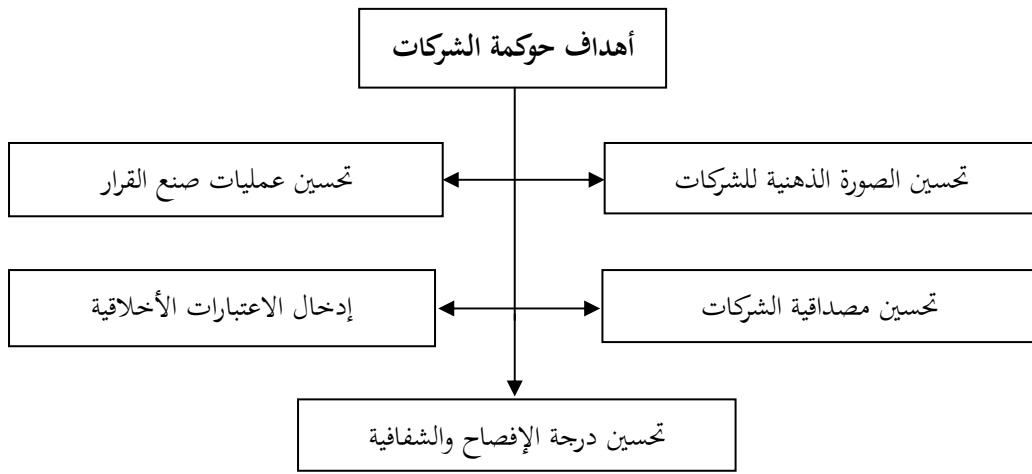 أهداف حوكمة الشركات
تحسين الصورة الذهنية للشركات
تحسين عمليات صنع القرار
تحسين مصداقية الشركات
إدخال الاعتبارات الأخلاقية
تحسين درجة الإفصاح والشفافية